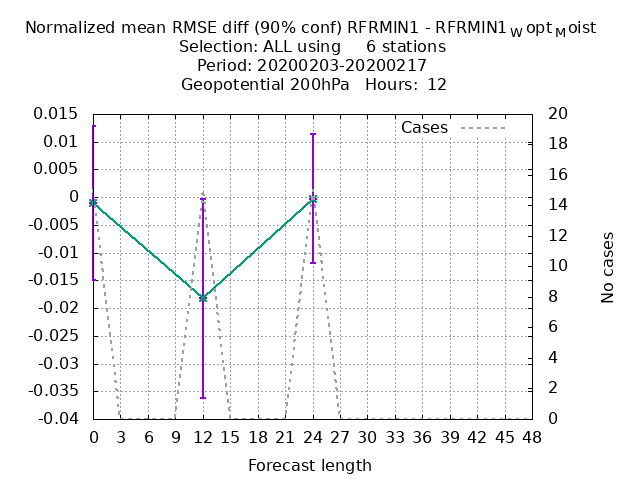 Normalized mean RMSE diff (90% conf) RFRMIN1 - RFRMIN1WoptMoist
Selection: ALL using 6 stations
Period: 20200203-20200217
Geopotential 200hPa Hours: 12
Cases
0.015
0.01
0.005
0
-0.005
-0.01
-0.015
-0.02
-0.025
-0.03
-0.035
-0.04
20
18
16
14
12
10
8
6
4
2
0
No cases
0 3 6 9 12 15 18 21 24 27 30 33 36 39 42 45 48
Forecast length